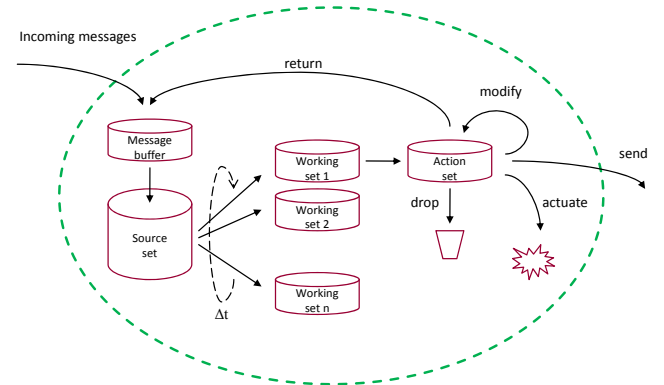 Incoming messages
return
modify
Message
buffer
Working
set 1
Action
set
send
Working
set 2
drop
actuate
Source
set
Working
set n
Δt